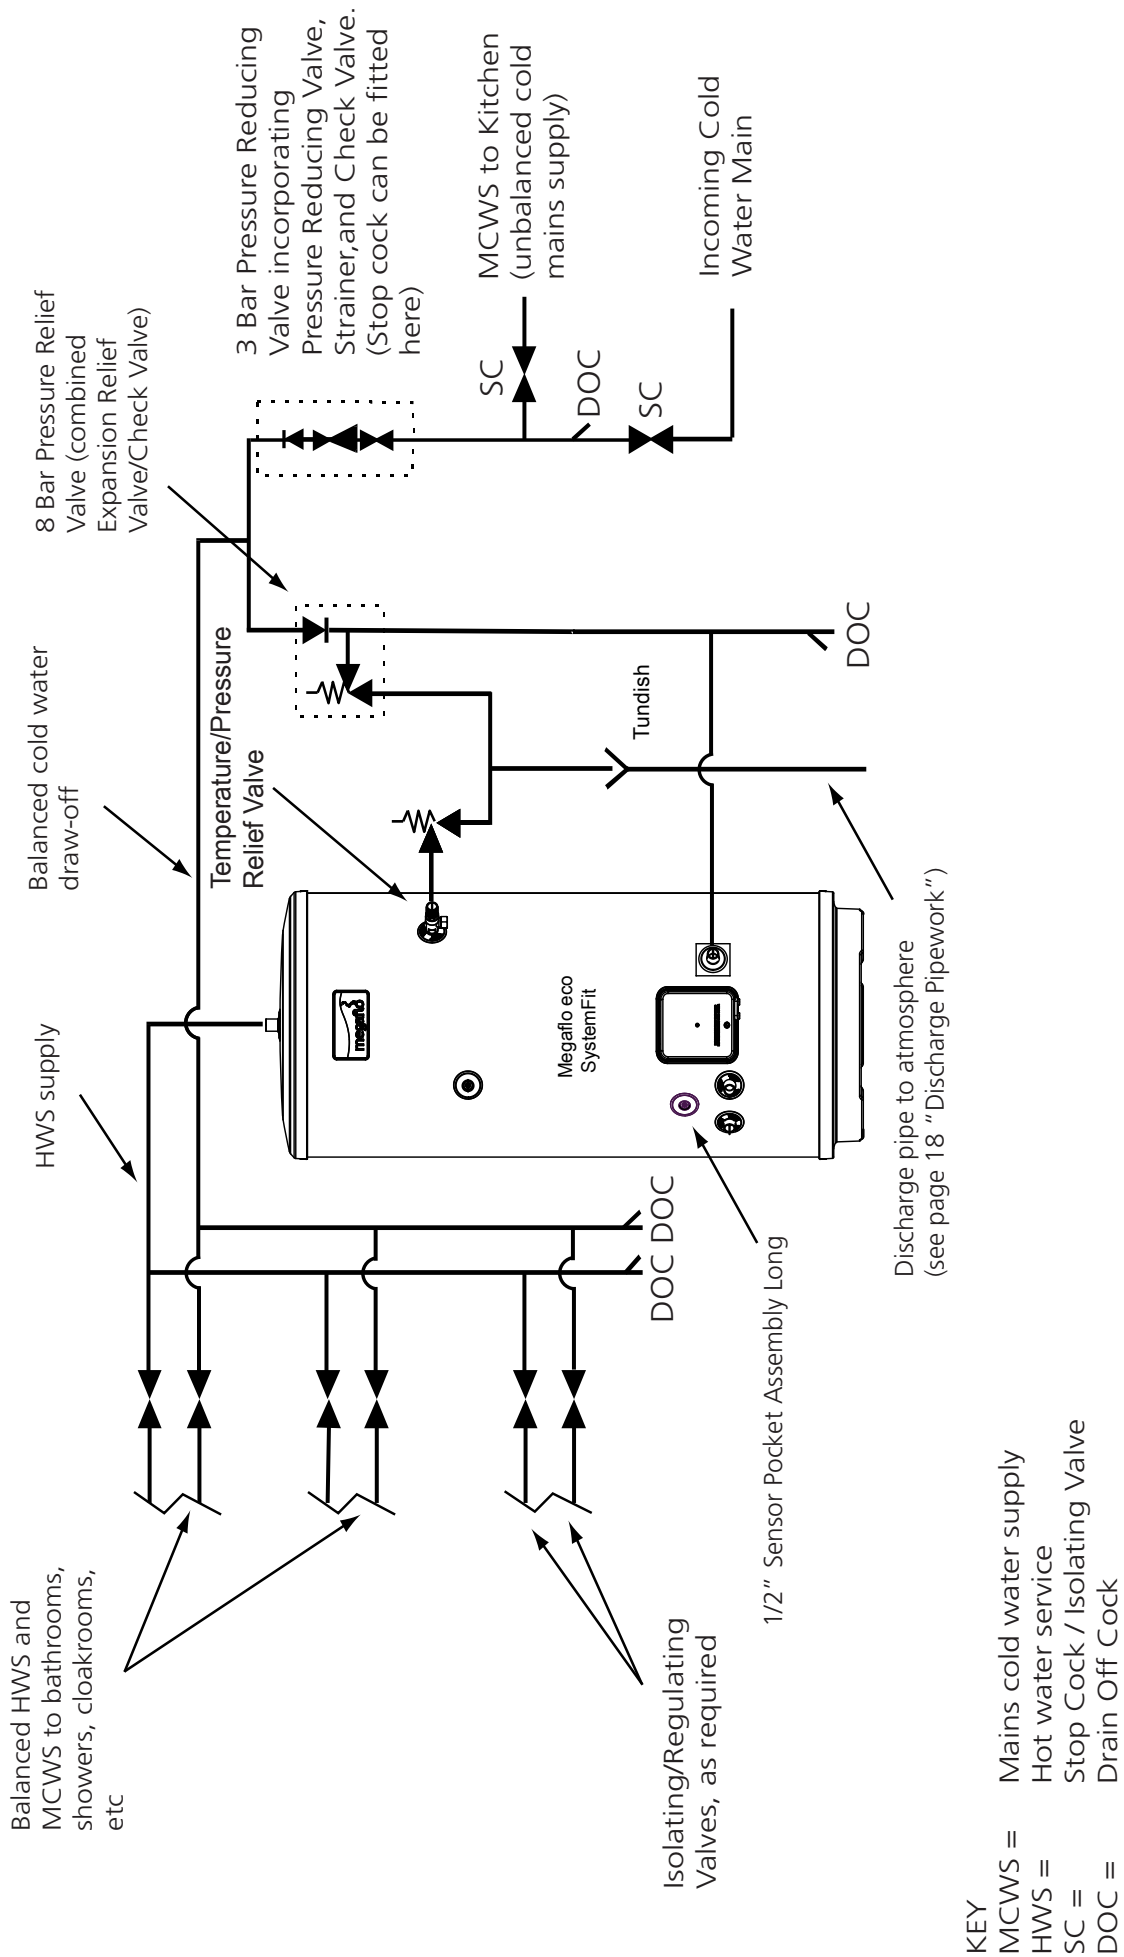 Balanced HWS and
MCWS to bathrooms,
showers, cloakrooms,
etc
HWS supply
Balanced cold water
draw-off
8 Bar Pressure Relief
Valve (combined
Expansion Relief
Valve/Check Valve)
3 Bar Pressure Reducing
Valve incorporating
Pressure Reducing Valve,
Strainer,and Check Valve.
(Stop cock can be fitted
here)
Temperature/Pressure
Relief Valve
MCWS to Kitchen
(unbalanced cold
mains supply)
SC
DOC
SC
Incoming Cold
Water Main
megaflo
Megaflo eco
SystemFit
Tundish
DOC
DOC
DOC
Isolating/Regulating
Valves, as required
1/2” Sensor Pocket Assembly Long
Discharge pipe to atmosphere
(see page 18 “Discharge Pipework”)
KEY
MCWS = Mains cold water supply
HWS = Hot water service
SC = Stop Cock / Isolating Valve
DOC = Drain Off Cock